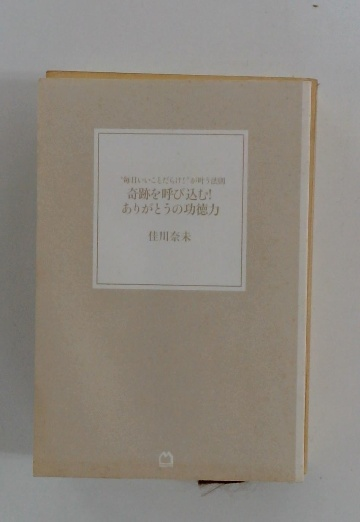 "毎日いいことだらけ！"が叶う法則
奇跡を呼び込む!
ありがとうの功徳力
佳川奈未